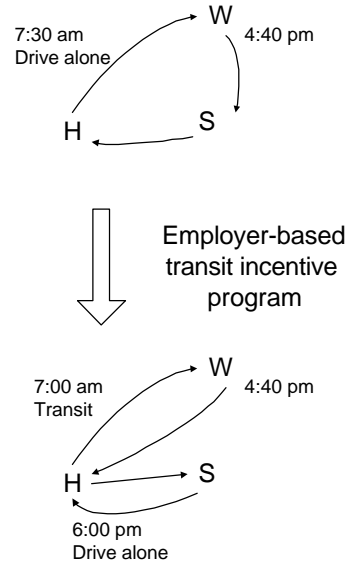 W
7:30 am
Drive alone
4:40 pm
H
S
Employer-based
transit incentive
program
W
7:00 am
Transit
4:40 pm
H
S
6:00 pm
Drive alone